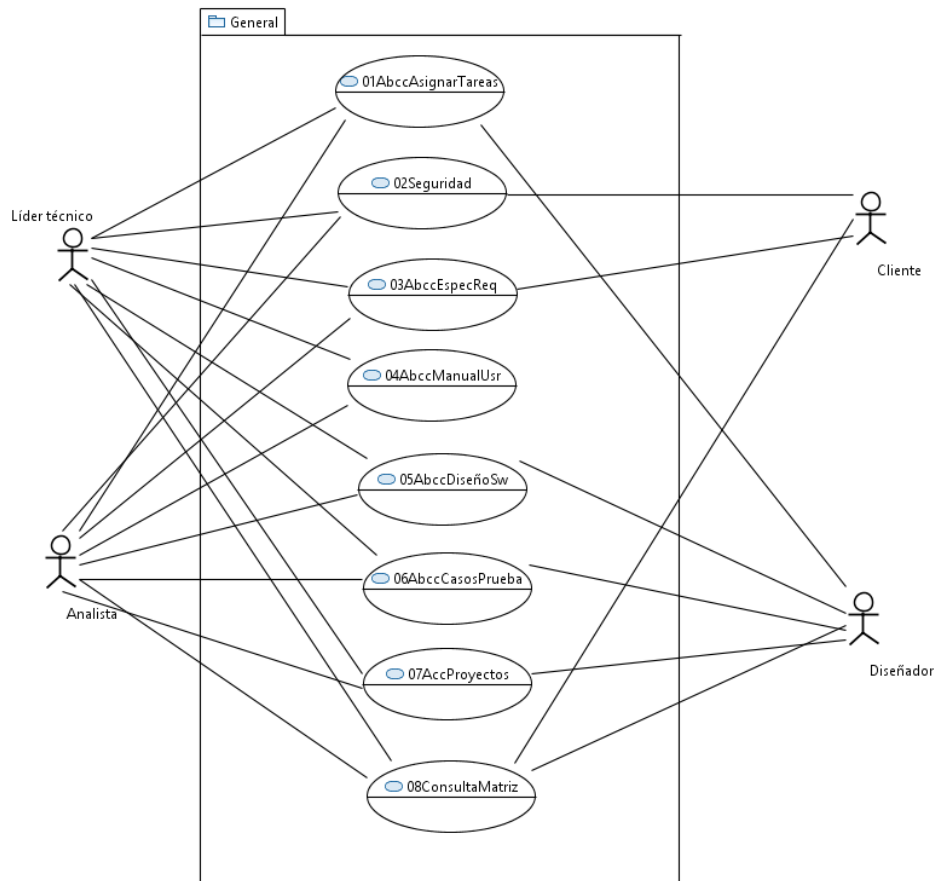 General
01AbccAsignarTareas
02Seguridad
Líder técnico
03AbccEspecReq
Cliente
04AbccManualUsr
05AbccDiseñoSw
06AbccCasosPrueba
Analista
07AccProyectos
Diseñador
08ConsultaMatriz